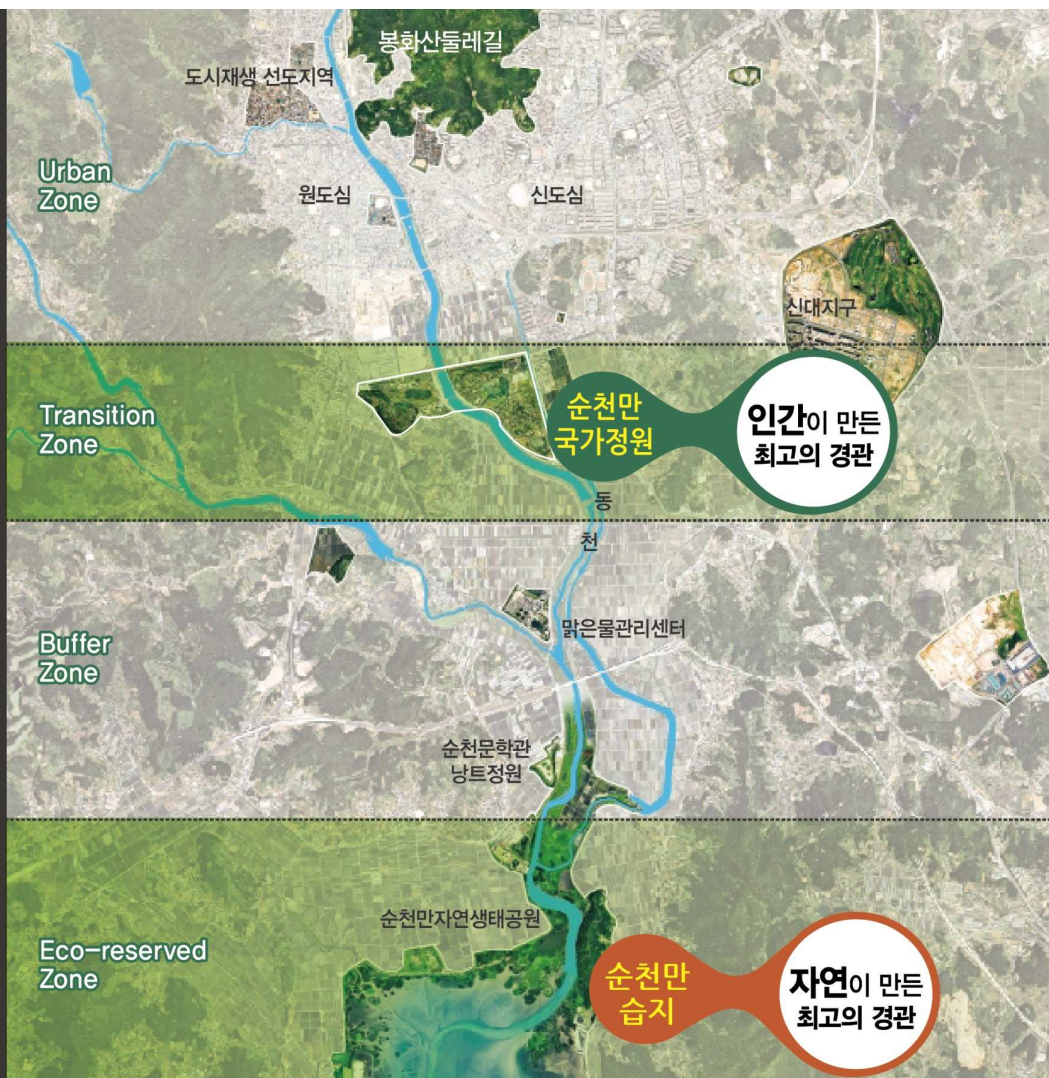 봉화산둘레길
도시재생 선도지역
Urban
Zone
원도심
신도심
신대지구
Transition
Zone
순천만
국가정원
인간이 만든
최고의 경관
동
천
맑은물관리센터
Buffer
Zone
순천문학관
낭트정원
순천만자연생태공원
Eco-reserved
Zone
순천만
습지
자연이 만든
최고의 경관